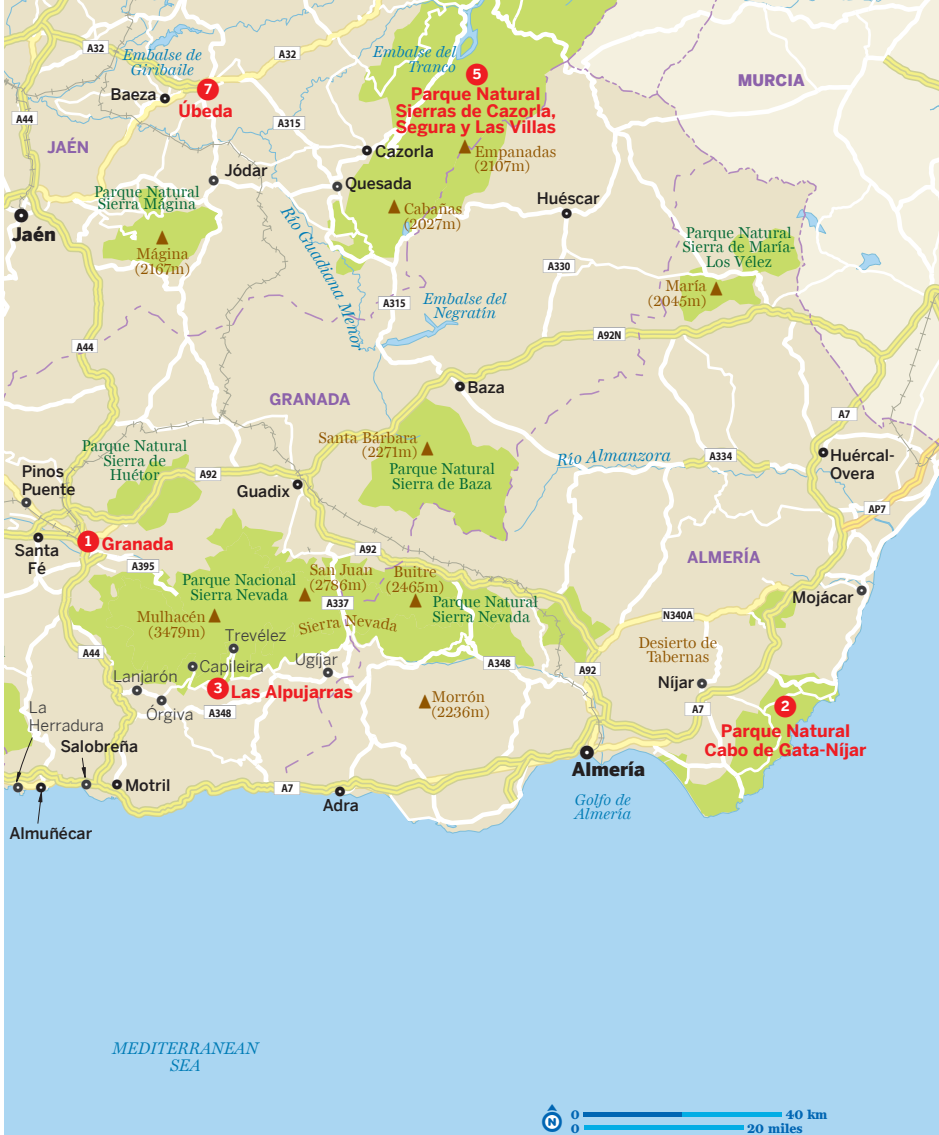 A32
A32
Embalse de
Giribaile
Embalse del
Tranco
5
Parque Natural
Sierras de Cazorla,
Segura y Las Villas
MURCIA
7
Úbeda
Baeza
A44
A315
JAÉN
Cazorla
Empanadas
(2107m)
Jódar
Quesada
Parque Natural
Sierra Mágina
Huéscar
Cabañas
(2027m)
Jaén
Río Guadiana Menor
Parque Natural
Sierra de María-
Los Vélez
Mágina
(2167m)
A330
María
(2045m)
A315
Embalse del
Negratín
A44
A92N
Baza
GRANADA
A7
Santa Bárbara
(2271m)
Parque Natural
Sierra de
Huétor
Parque Natural
Sierra de Baza
Río Almanzora
A334
Huércal-
Overa
Pinos
Puente
A92
Guadix
AP7
Santa
Fé
1
Granada
A92
ALMERÍA
A395
San Juan
(2786m)
Buitre
(2465m)
Parque Nacional
Sierra Nevada
A337
Parque Natural
Sierra Nevada
Mojácar
Mulhacén
(3479m)
Sierra Nevada
N340A
Trevélez
Desierto de
Tabernas
A44
Capileira
Ugíjar
A348
A92
Lanjarón
3
Las Alpujarras
Níjar
Órgiva
A348
Morrón
(2236m)
A7
2
Parque Natural
Cabo de Gata-Níjar
La
Herradura
Salobreña
Almería
Motril
A7
Adra
Golfo de
Almería
Almuñécar
MEDITERRANEAN
SEA
N
0 40 km
0 20 miles